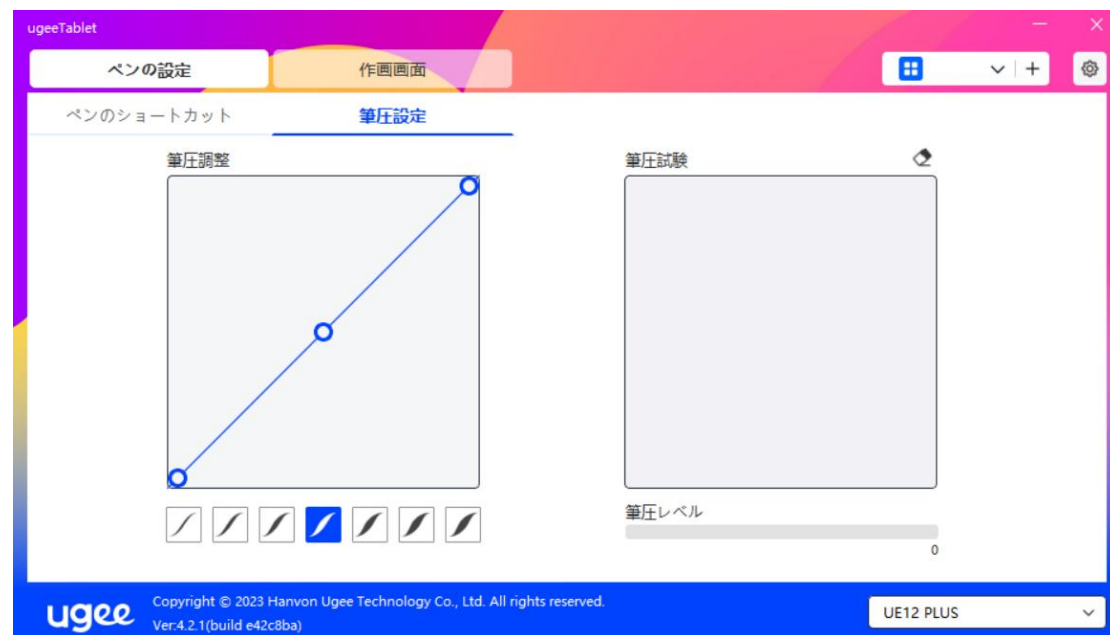 ugeeTablet
ペンの設定
作画画面
ペンのショートカット
筆圧設定
筆圧調整
筆圧試験
筆圧レベル
0
ugee
Copyright © 2023 Hanvon Ugee Technology Co., Ltd. All rights reserved.
Ver:4.2.1(build e42c8ba)
UE12 PLUS